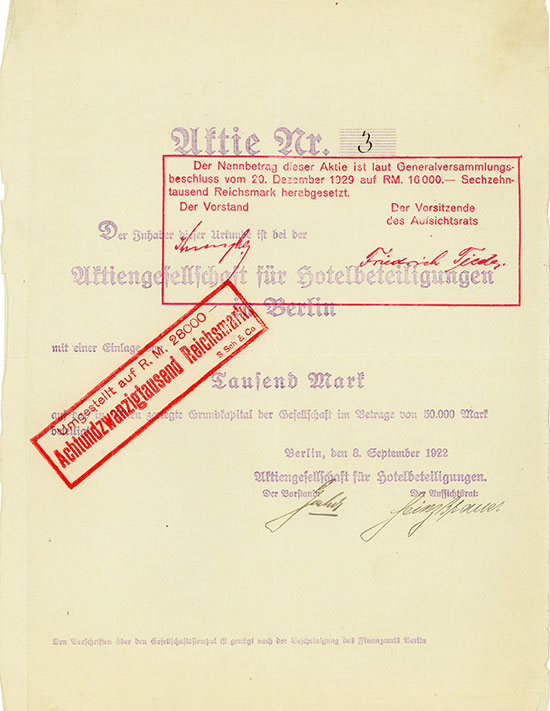 Aktie Nr. 3
Der Nennbetrag dieser Aktie ist laut Generalversammlungs-
beschluss vom 20. Dezember 1929 auf RM. 16000.— Sechzehn-
tausend Reichsmark herabgesetzt.
Der Vorstand Der Vorsitzende
des Aufsichtsrats
Der Inhaber dieser Urkunde ist bei der
Friedrich
Aktiengesellschaft für Hotelbeteiligungen
in Berlin
mit einer Einlage
Umgestellt auf R. M. 28000.—
Achtundzwanzigtausend Reichsmark
S Sch & Co
Tausend Mark
zerlegte Grundkapital der Gesellschaft im Betrage von 50.000 Mark
beteiligt
Berlin, den 8. September 1922
Aktiengesellschaft für Hotelbeteiligungen.
Der Vorstand: Der Aufsichtsrat:
Den Vorschriften über den Gesellschaftsstempel ist genügt nach der Bescheinigung des Finanzamts Berlin